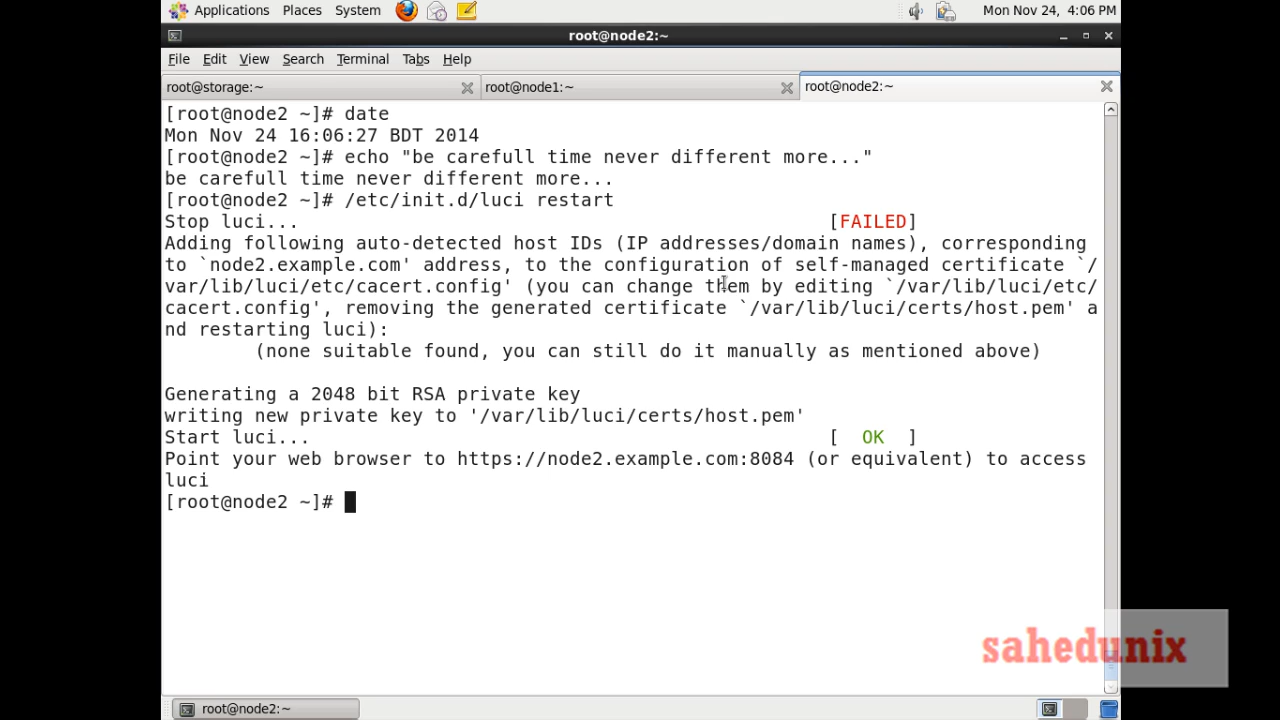 Applications Places System Mon Nov 24, 4:06 PM
root@node2:~
File Edit View Search Terminal Tabs Help
root@storage:~ root@node1:~ root@node2:~
[root@node2 ~]# date
Mon Nov 24 16:06:27 BDT 2014
[root@node2 ~]# echo "be carefull time never different more..."
be carefull time never different more...
[root@node2 ~]# /etc/init.d/luci restart
Stop luci... [FAILED]
Adding following auto-detected host IDs (IP addresses/domain names), corresponding
to `node2.example.com' address, to the configuration of self-managed certificate `/
var/lib/luci/etc/cacert.config' (you can change them by editing `/var/lib/luci/etc/
cacert.config', removing the generated certificate `/var/lib/luci/certs/host.pem' a
nd restarting luci):
(none suitable found, you can still do it manually as mentioned above)
Generating a 2048 bit RSA private key
writing new private key to '/var/lib/luci/certs/host.pem'
Start luci... [ OK ]
Point your web browser to https://node2.example.com:8084 (or equivalent) to access
luci
[root@node2 ~]#
sahedunix
root@node2:~